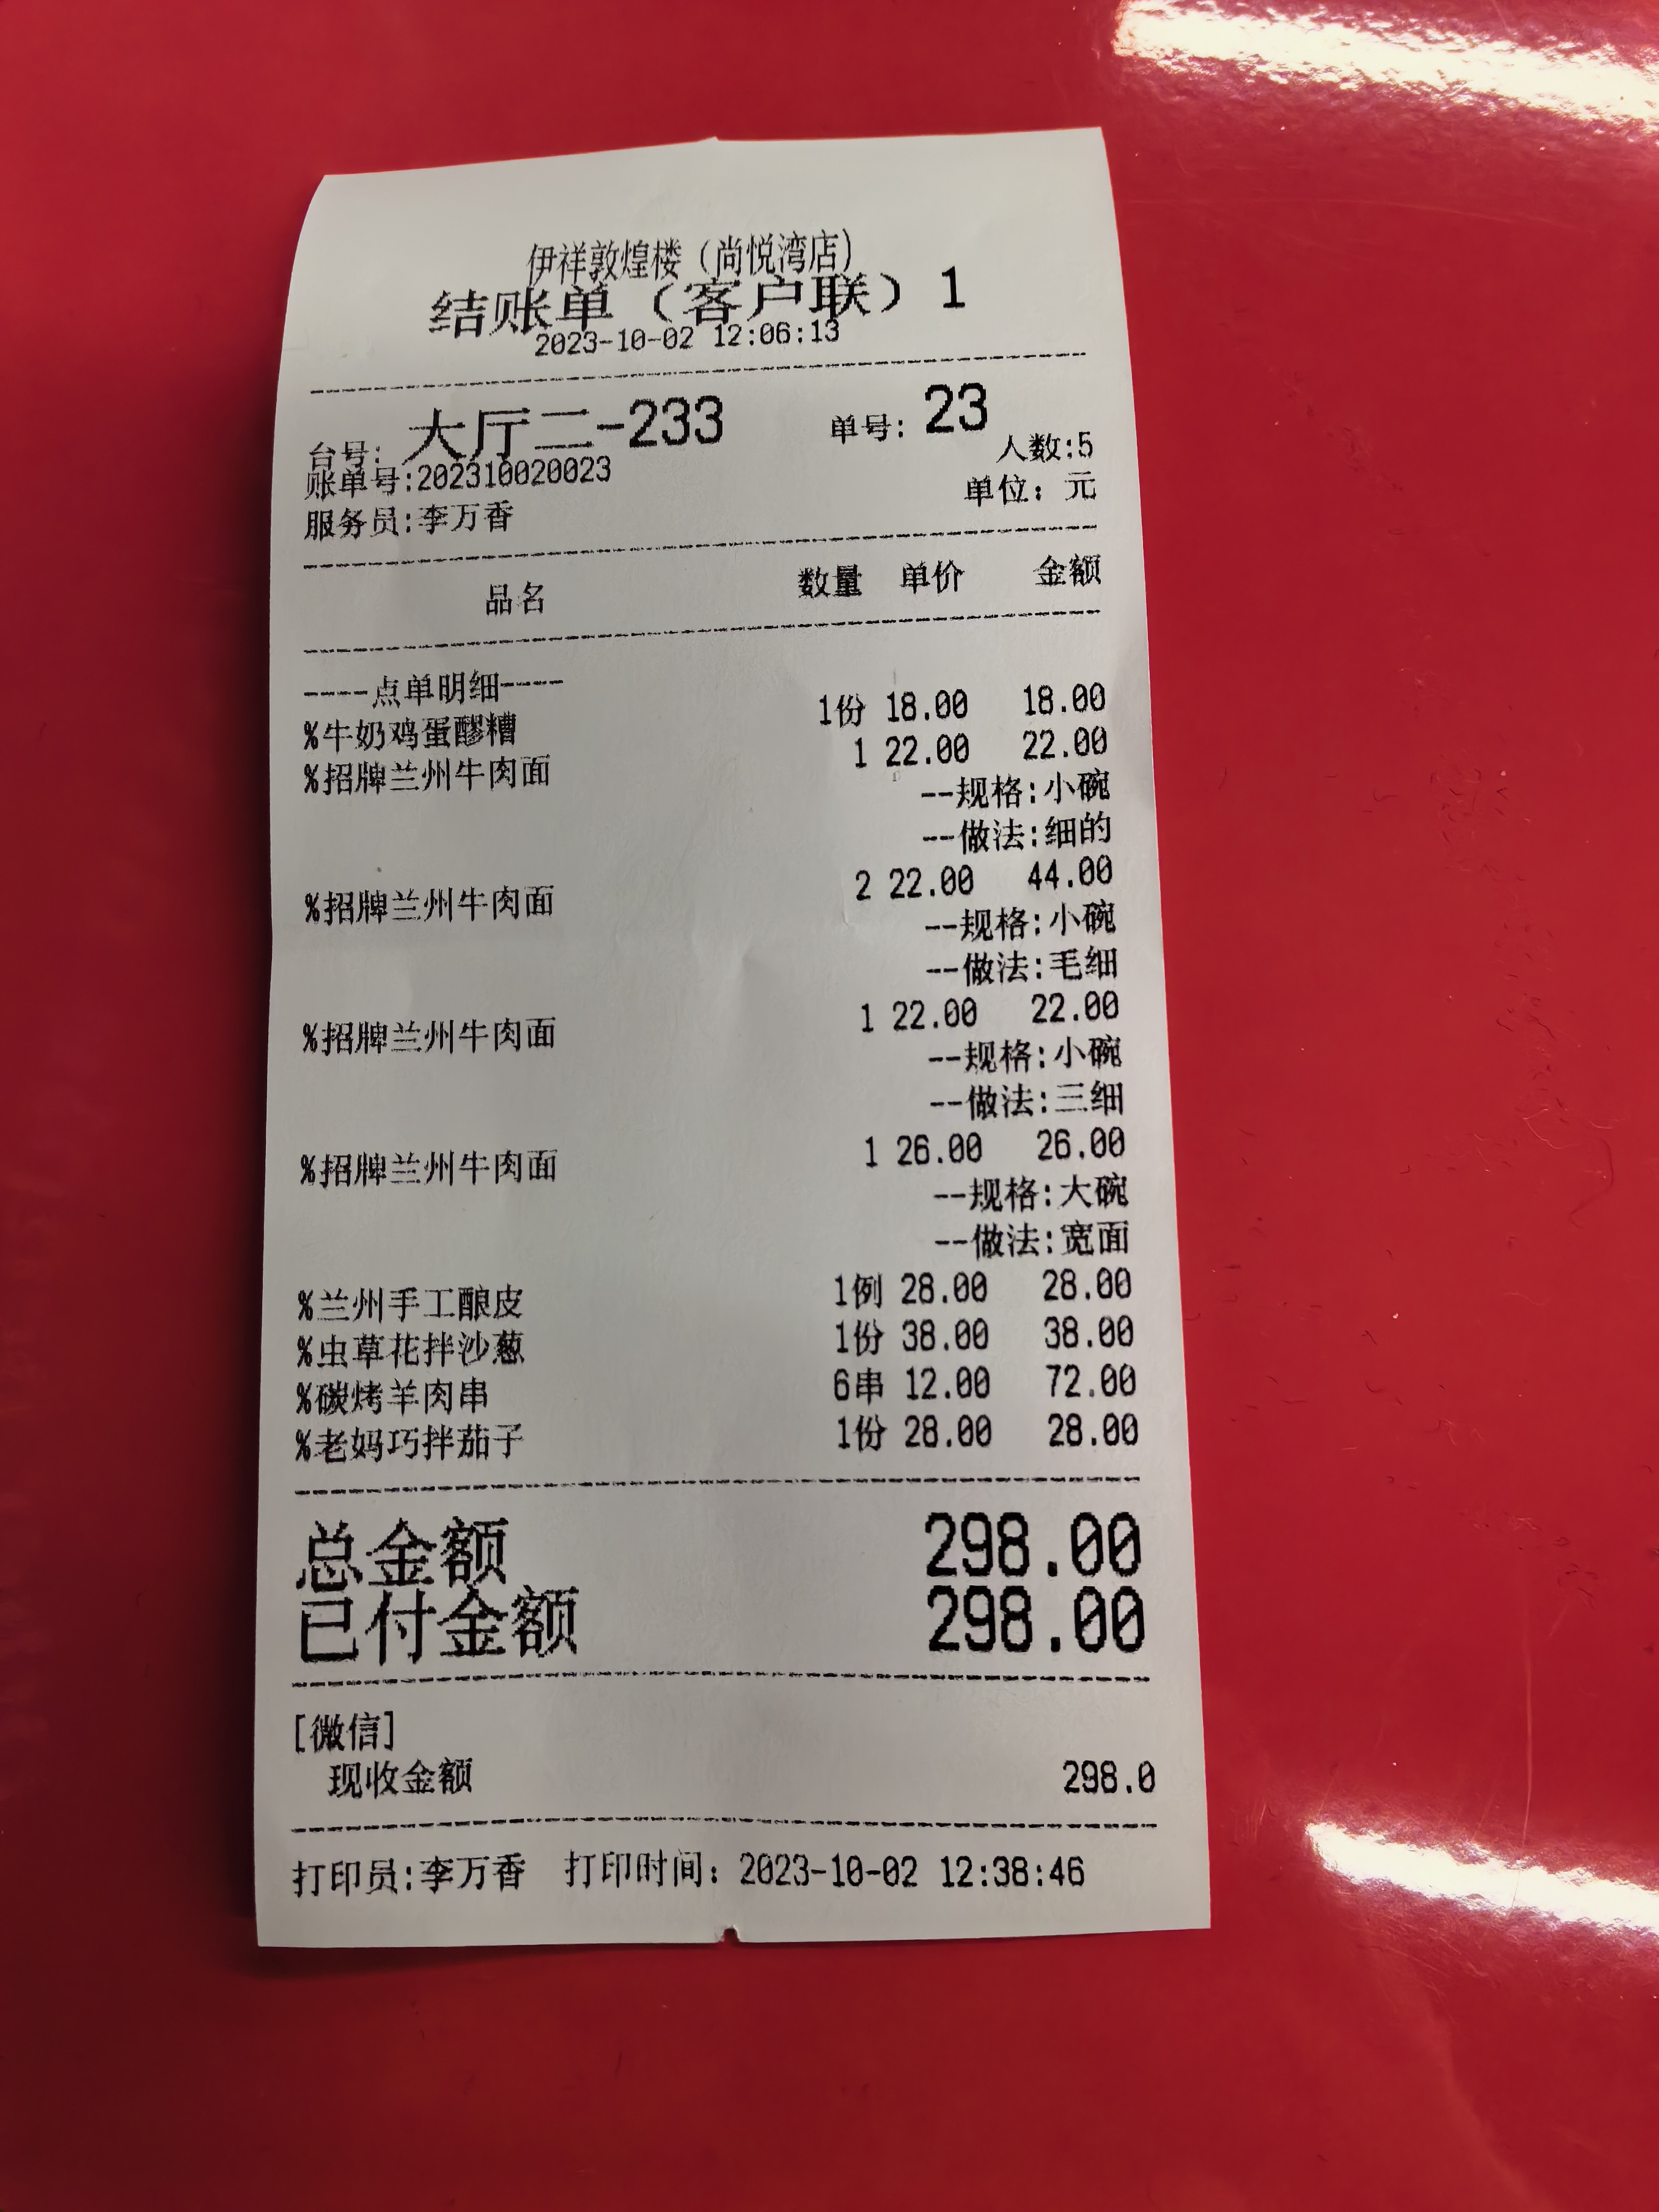 伊祥敦煌楼（尚悦湾店）
结账单（客户联）1
2023-10-02 12:06:13
台号: 大厅二-233 单号: 23
人数:5
账单号:202310020023
单位：元
服务员:李万香
品名 数量 单价 金额
----点单明细----
%牛奶鸡蛋醪糟 1份 18.00 18.00
%招牌兰州牛肉面 1 22.00 22.00
--规格:小碗
--做法:细的
%招牌兰州牛肉面 2 22.00 44.00
--规格:小碗
--做法:毛细
%招牌兰州牛肉面 1 22.00 22.00
--规格:小碗
--做法:三细
%招牌兰州牛肉面 1 26.00 26.00
--规格:大碗
--做法:宽面
%兰州手工酿皮 1例 28.00 28.00
%虫草花拌沙葱 1份 38.00 38.00
%碳烤羊肉串 6串 12.00 72.00
%老妈巧拌茄子 1份 28.00 28.00
总金额 298.00
已付金额 298.00
[微信]
现收金额 298.0
打印员:李万香 打印时间：2023-10-02 12:38:46